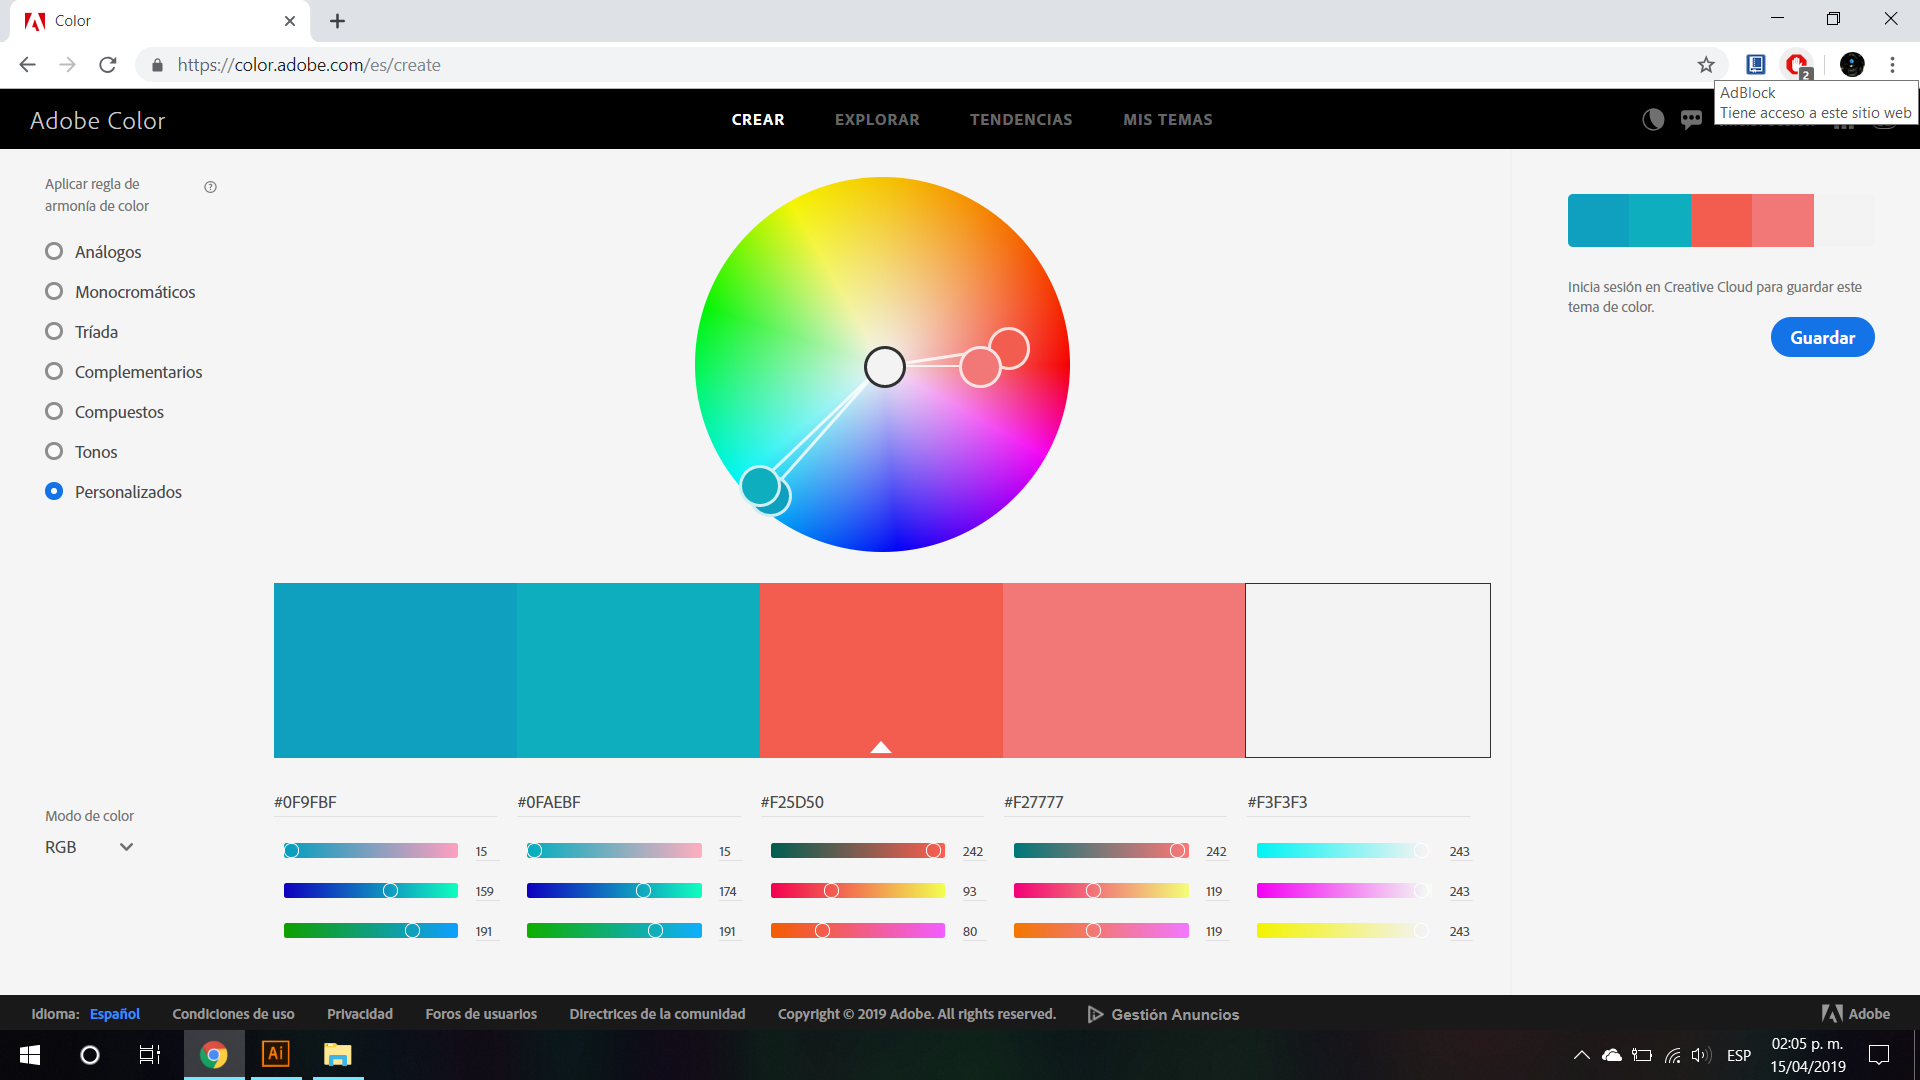 Color
https://color.adobe.com/es/create
2
AdBlock
Tiene acceso a este sitio web
Adobe Color
CREAR
EXPLORAR
TENDENCIAS
MIS TEMAS
Aplicar regla de
armonía de color
?
Análogos
Monocromáticos
Tríada
Complementarios
Compuestos
Tonos
Personalizados
Inicia sesión en Creative Cloud para guardar este
tema de color.
Guardar
#0F9FBF
#0FAEBF
#F25D50
#F27777
#F3F3F3
Modo de color
RGB
15
15
242
242
243
159
174
93
119
243
191
191
80
119
243
Idioma: Español
Condiciones de uso
Privacidad
Foros de usuarios
Directrices de la comunidad
Copyright © 2019 Adobe. All rights reserved.
Gestión Anuncios
Adobe
Ai
ESP
02:05 p. m.
15/04/2019